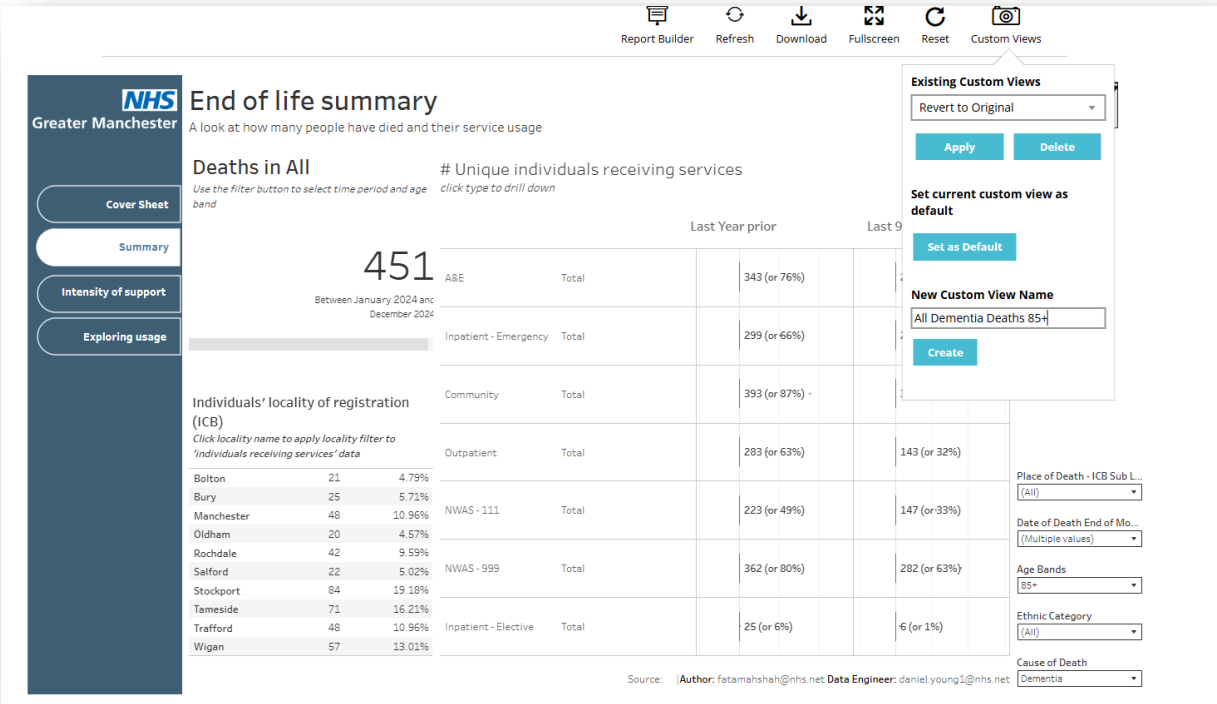 Report Builder
Refresh
Download
Fullscreen
Reset
Custom Views
NHS
Greater Manchester
Cover Sheet
Summary
Intensity of support
Exploring usage
End of life summary
A look at how many people have died and their service usage
Deaths in All
Use the filter button to select time period and age
band
451
Between January 2024 and
December 2024
Individuals' locality of registration
(ICB)
Click locality name to apply locality filter to
'individuals receiving services' data
Bolton 21 4.79%
Bury 25 5.71%
Manchester 48 10.96%
Oldham 20 4.57%
Rochdale 42 9.59%
Salford 22 5.02%
Stockport 84 19.18%
Tameside 71 16.21%
Trafford 48 10.96%
Wigan 57 13.01%
# Unique individuals receiving services
click type to drill down
Last Year prior Last 9
A&E Total 343 (or 76%) 2
Inpatient - Emergency Total 299 (or 66%) 2
Community Total 393 (or 87%)
Outpatient Total 283 (or 63%) 143 (or 32%)
NWAS - 111 Total 223 (or 49%) 147 (or 33%)
NWAS - 999 Total 362 (or 80%) 282 (or 63%)
Inpatient - Elective Total 25 (or 6%) 6 (or 1%)
Existing Custom Views
Revert to Original
Apply
Delete
Set current custom view as
default
Set as Default
New Custom View Name
All Dementia Deaths 85+
Create
Place of Death - ICB Sub L...
(All)
Date of Death End of Mo...
(Multiple values)
Age Bands
85+
Ethnic Category
(All)
Cause of Death
Dementia
Source: |Author: fatamahshah@nhs.net Data Engineer: daniel.young1@nhs.net